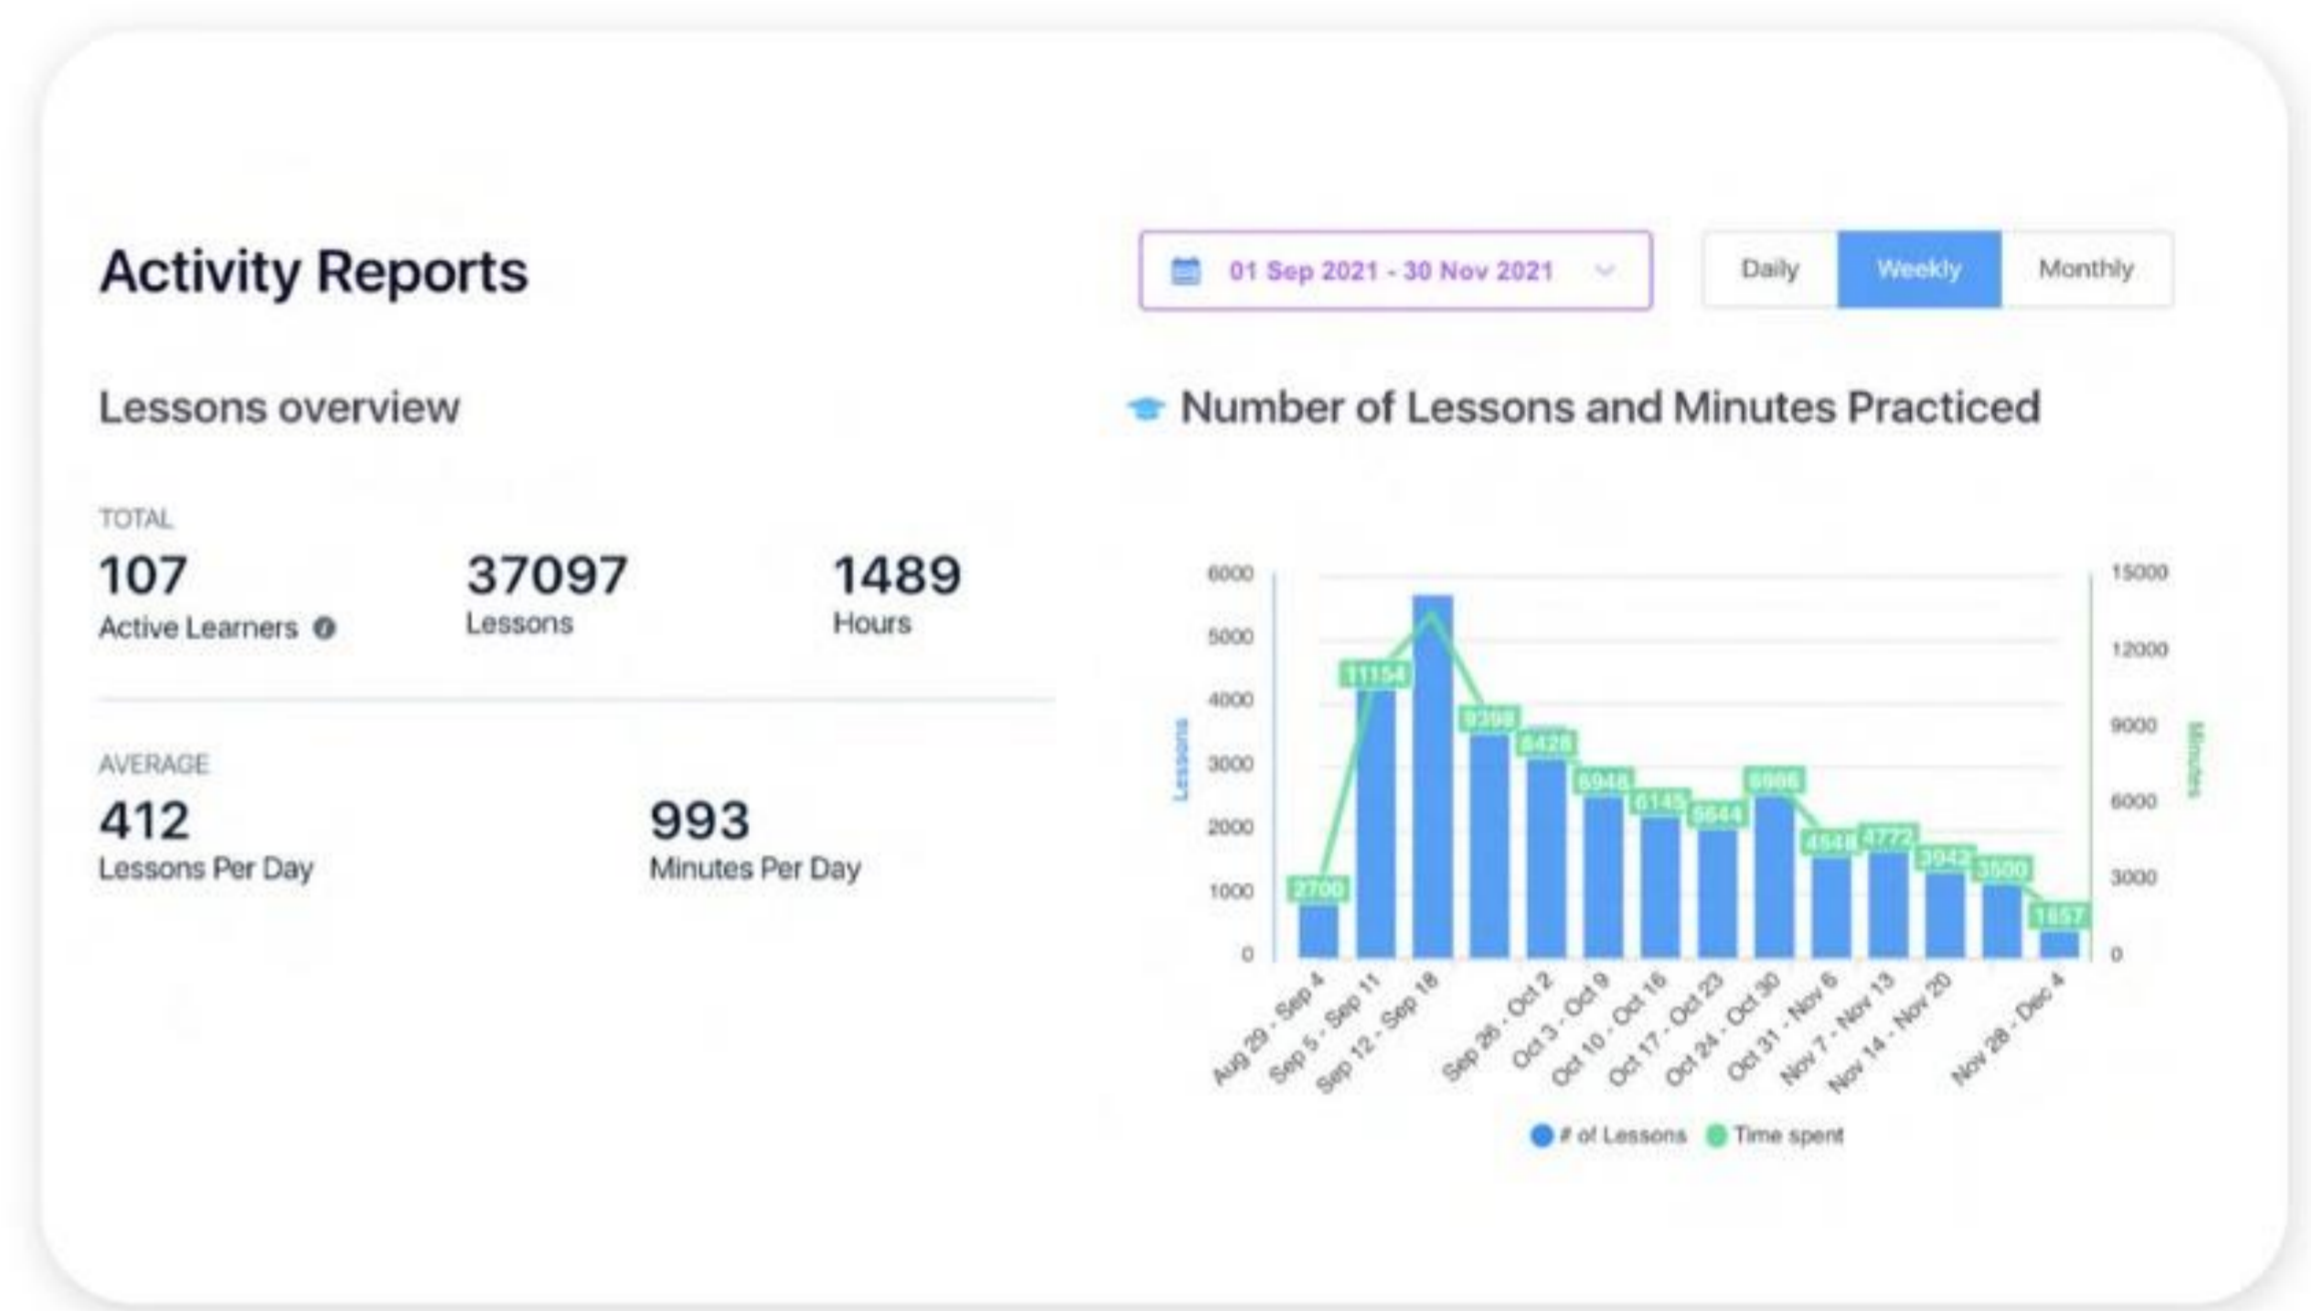 Activity Reports
01 Sep 2021 - 30 Nov 2021
Daily
Weekly
Monthly
Lessons overview
TOTAL
107
Active Learners
37097
Lessons
1489
Hours
AVERAGE
412
Lessons Per Day
993
Minutes Per Day
Number of Lessons and Minutes Practiced
Lessons
6000
5000
4000
3000
2000
1000
0
2700
11154
9398
8428
6948
6145
5644
6986
4548
4772
3942
3500
1657
15000
12000
9000
6000
3000
0
Minutes
Aug 29 - Sep 4
Sep 5 - Sep 11
Sep 12 - Sep 18
Sep 26 - Oct 2
Oct 3 - Oct 9
Oct 10 - Oct 16
Oct 17 - Oct 23
Oct 24 - Oct 30
Oct 31 - Nov 6
Nov 7 - Nov 13
Nov 14 - Nov 20
Nov 28 - Dec 4
# of Lessons
Time spent